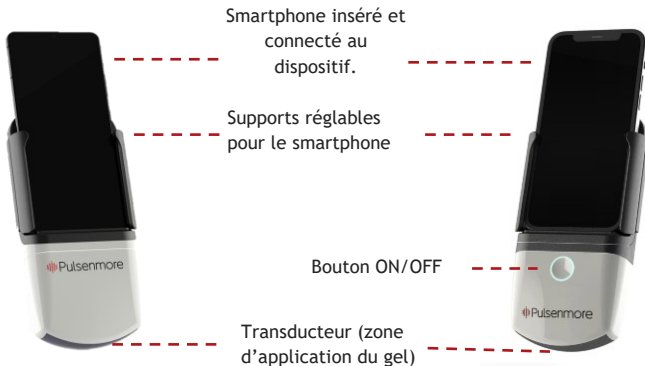 Smartphone inséré et
connecté au
dispositif.
Supports réglables
pour le smartphone
Pulsenmore
Bouton ON/OFF
Pulsenmore
Transducteur (zone
d'application du gel)